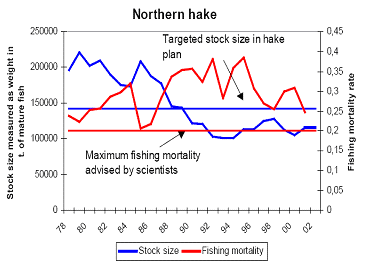 Northern hake
Stock size measured as weight in
t. of mature fish
250000
200000
150000
100000
50000
0
Targeted stock size in hake
plan
Maximum fishing mortality
advised by scientists
0,45
0,4
0,35
0,3
0,25
0,2
0,15
0,1
0,05
0
Fishing mortality rate
78
80
82
84
86
88
90
92
94
96
98
00
02
Stock size
Fishing mortality